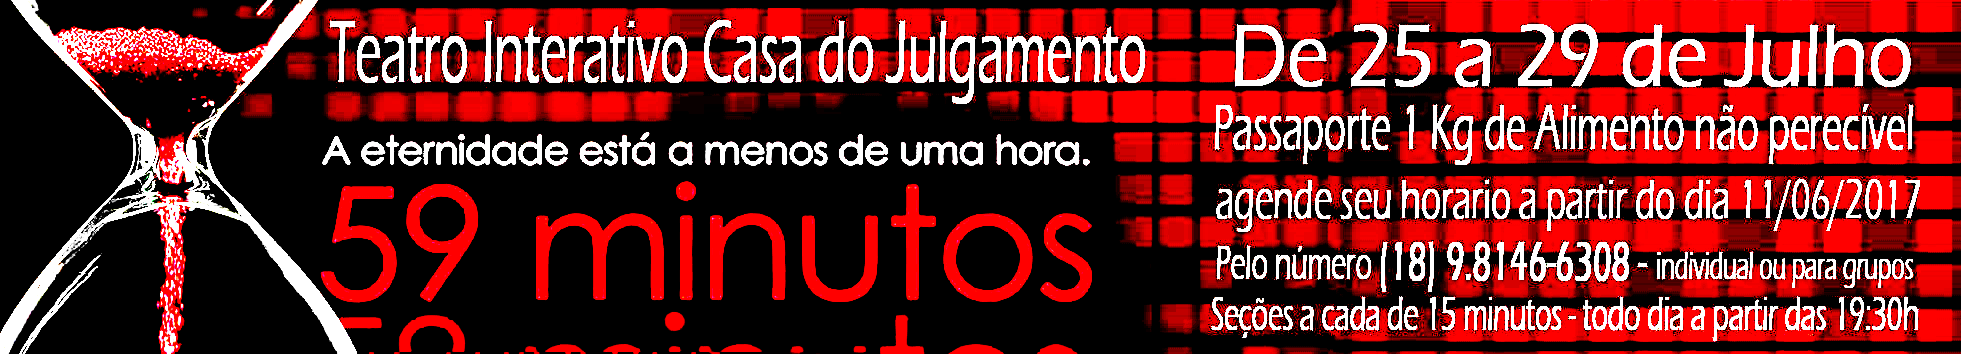 Teatro Interativo Casa do Julgamento
A eternidade está a menos de uma hora.
59 minutos
59 minutos
De 25 a 29 de Julho
Passaporte 1 Kg de Alimento não perecível
agende seu horario a partir do dia 11/06/2017
Pelo número (18) 9.8146-6308 - individual ou para grupos
Seções a cada de 15 minutos - todo dia a partir das 19:30h